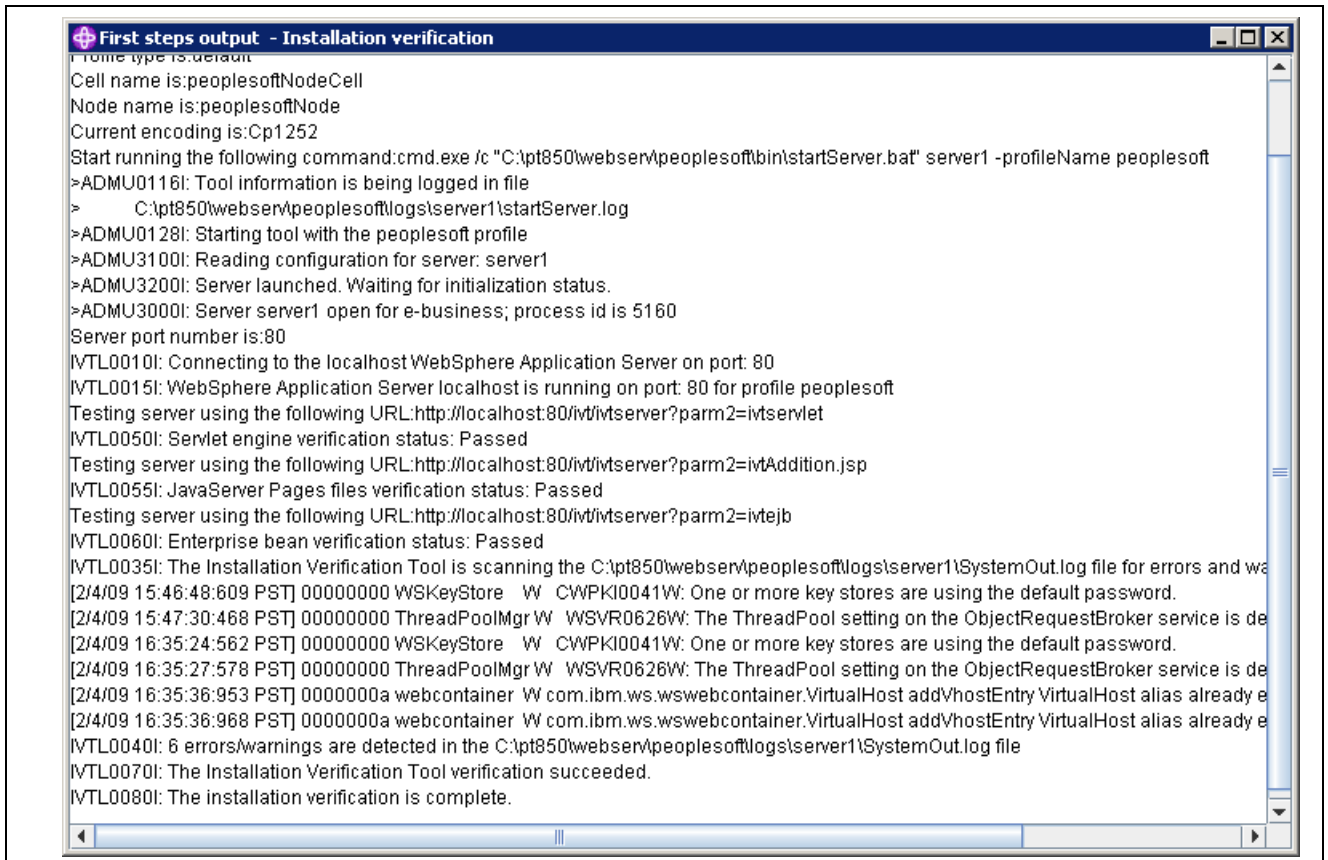 First steps output - Installation verification
Profile type is:default
Cell name is:peoplesoftNodeCell
Node name is:peoplesoftNode
Current encoding is:Cp1252
Start running the following command:cmd.exe /c "C:\pt850\webserv\peoplesoft\bin\startServer.bat" server1 -profileName peoplesoft
>ADMU0116I: Tool information is being logged in file
> C:\pt850\webserv\peoplesoft\logs\server1\startServer.log
>ADMU0128I: Starting tool with the peoplesoft profile
>ADMU3100I: Reading configuration for server: server1
>ADMU3200I: Server launched. Waiting for initialization status.
>ADMU3000I: Server server1 open for e-business; process id is 5160
Server port number is:80
IVTL0010I: Connecting to the localhost WebSphere Application Server on port: 80
IVTL0015I: WebSphere Application Server localhost is running on port: 80 for profile peoplesoft
Testing server using the following URL:http://localhost:80/ivt/ivtserver?parm2=ivtservlet
IVTL0050I: Servlet engine verification status: Passed
Testing server using the following URL:http://localhost:80/ivt/ivtserver?parm2=ivtAddition.jsp
IVTL0055I: JavaServer Pages files verification status: Passed
Testing server using the following URL:http://localhost:80/ivt/ivtserver?parm2=ivtejb
IVTL0060I: Enterprise bean verification status: Passed
IVTL0035I: The Installation Verification Tool is scanning the C:\pt850\webserv\peoplesoft\logs\server1\SystemOut.log file for errors and wa
[2/4/09 15:46:48:609 PST] 00000000 WSKeyStore W CWPKI0041W: One or more key stores are using the default password.
[2/4/09 15:47:30:468 PST] 00000000 ThreadPoolMgr W WSVR0626W: The ThreadPool setting on the ObjectRequestBroker service is de
[2/4/09 16:35:24:562 PST] 00000000 WSKeyStore W CWPKI0041W: One or more key stores are using the default password.
[2/4/09 16:35:27:578 PST] 00000000 ThreadPoolMgr W WSVR0626W: The ThreadPool setting on the ObjectRequestBroker service is de
[2/4/09 16:35:36:953 PST] 0000000a webcontainer W com.ibm.ws.wswebcontainer.VirtualHost addVhostEntry VirtualHost alias already e
[2/4/09 16:35:36:968 PST] 0000000a webcontainer W com.ibm.ws.wswebcontainer.VirtualHost addVhostEntry VirtualHost alias already e
IVTL0040I: 6 errors/warnings are detected in the C:\pt850\webserv\peoplesoft\logs\server1\SystemOut.log file
IVTL0070I: The Installation Verification Tool verification succeeded.
IVTL0080I: The installation verification is complete.